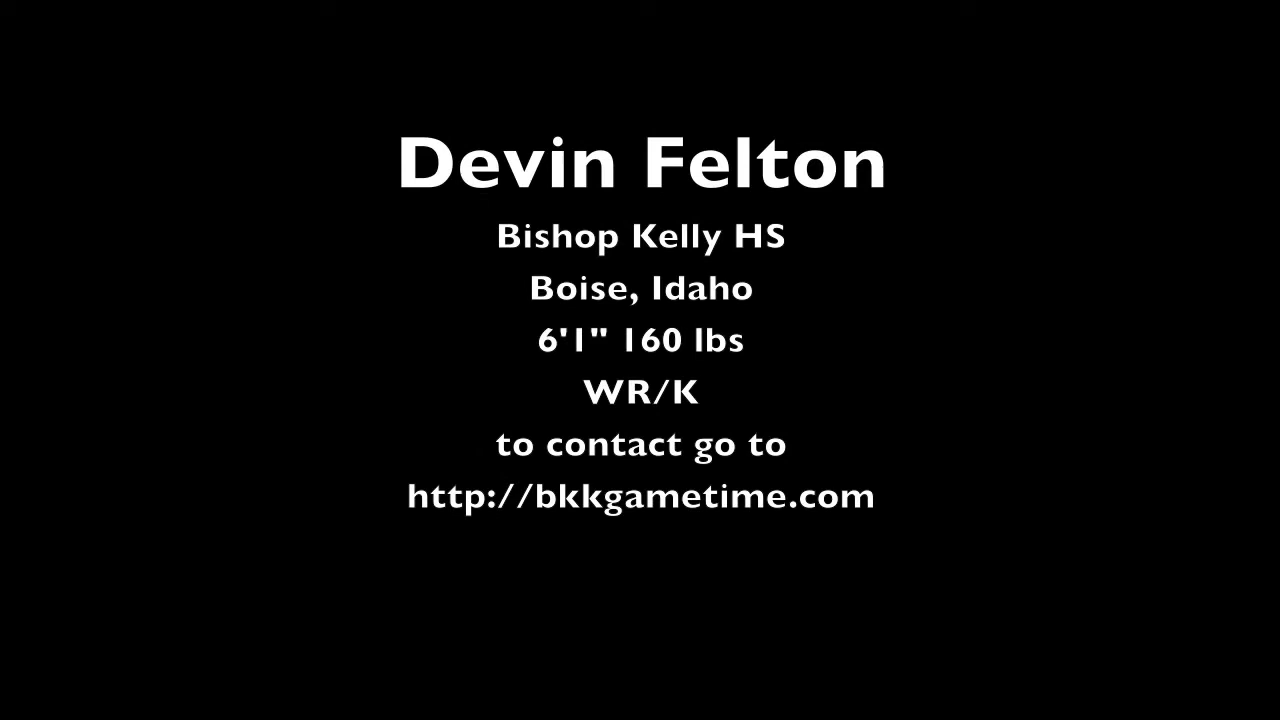 Devin Felton
Bishop Kelly HS
Boise, Idaho
6'1" 160 lbs
WR/K
to contact go to
http://bkkgametime.com